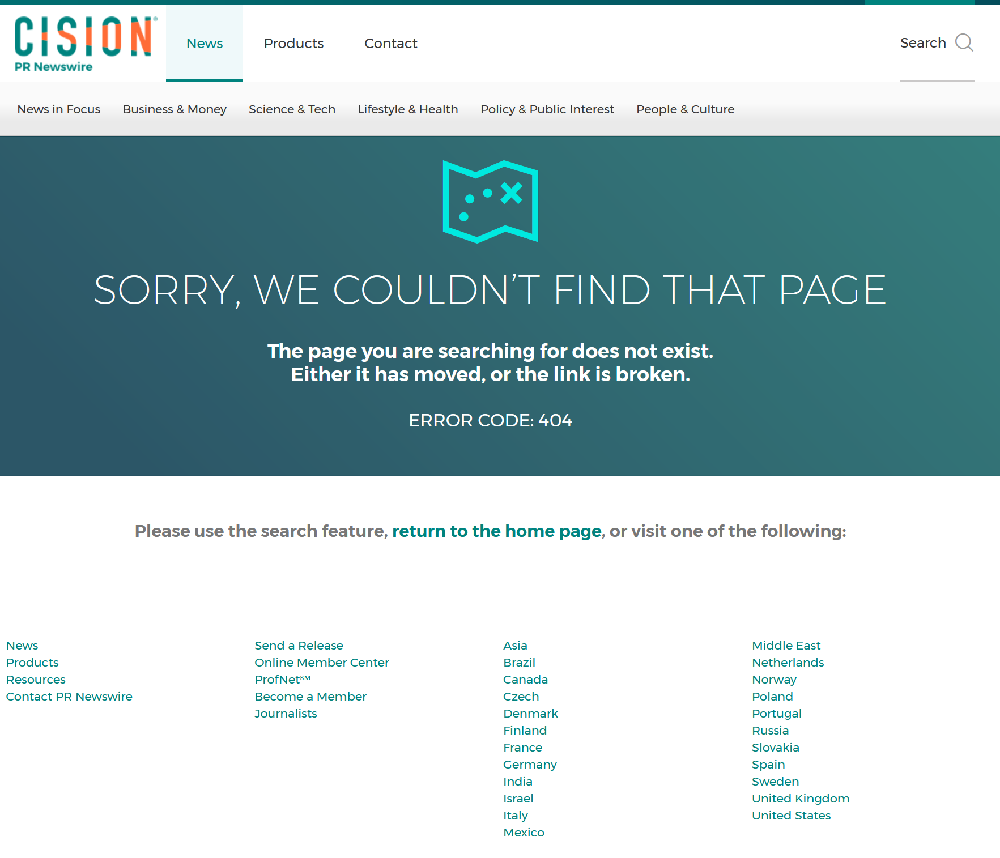 CISION®
PR Newswire
News
Products
Contact
Search
News in Focus
Business & Money
Science & Tech
Lifestyle & Health
Policy & Public Interest
People & Culture
SORRY, WE COULDN’T FIND THAT PAGE
The page you are searching for does not exist.
Either it has moved, or the link is broken.
ERROR CODE: 404
Please use the search feature, return to the home page, or visit one of the following:
News
Products
Resources
Contact PR Newswire
Send a Release
Online Member Center
ProfNet℠
Become a Member
Journalists
Asia
Brazil
Canada
Czech
Denmark
Finland
France
Germany
India
Israel
Italy
Mexico
Middle East
Netherlands
Norway
Poland
Portugal
Russia
Slovakia
Spain
Sweden
United Kingdom
United States